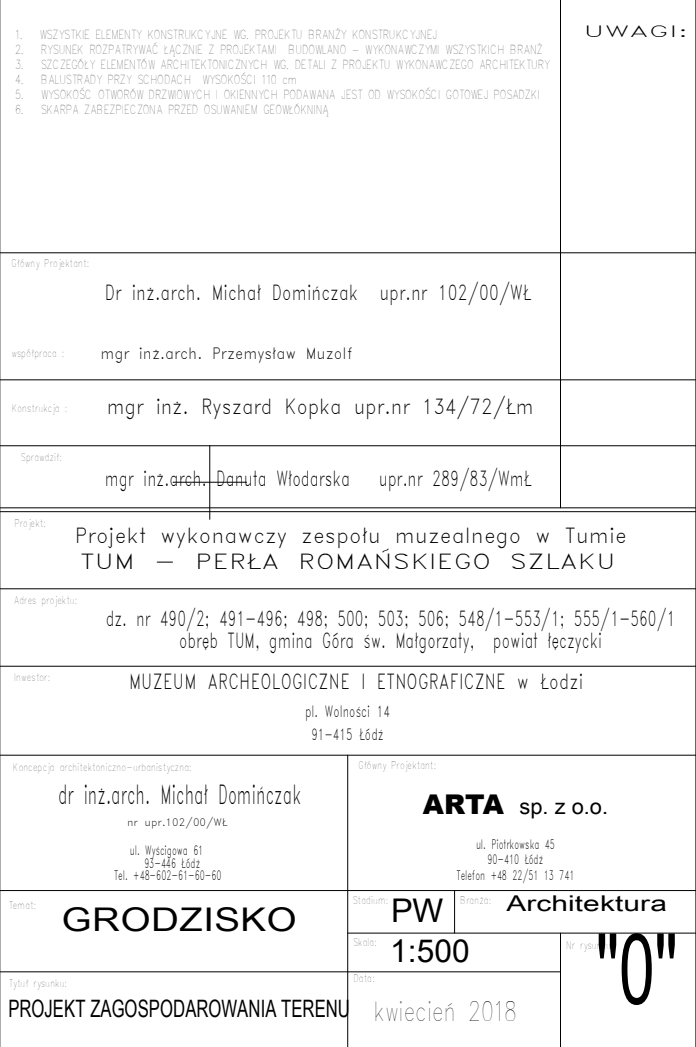 UWAGI:
1. WSZYSTKIE ELEMENTY KONSTRUKCYJNE WG. PROJEKTU BRANŻY KONSTRUKCYJNEJ
2. RYSUNEK ROZPATRYWAĆ ŁĄCZNIE Z PROJEKTAMI BUDOWLANO – WYKONAWCZYMI WSZYSTKICH BRANŻ
3. SZCZEGÓŁY ELEMENTÓW ARCHITEKTONICZNYCH WG. DETALI Z PROJEKTU WYKONAWCZEGO ARCHITEKTURY
4. BALUSTRADY PRZY SCHODACH WYSOKOŚCI 110 cm
5. WYSOKOŚĆ OTWORÓW DRZWIOWYCH I OKIENNYCH PODAWANA JEST OD WYSOKOŚCI GOTOWEJ POSADZKI
6. SKARPA ZABEZPIECZONA PRZED OSUWANIEM GEOWŁÓKNINĄ
Główny Projektant:
Dr inż.arch. Michał Domińczak upr.nr 102/00/WŁ
współpraca :
mgr inż.arch. Przemysław Muzolf
Konstrukcja :
mgr inż. Ryszard Kopka upr.nr 134/72/Łm
Sprawdził:
mgr inż.arch. Danuta Włodarska upr.nr 289/83/WmŁ
Projekt:
Projekt wykonawczy zespołu muzealnego w Tumie
TUM – PERŁA ROMAŃSKIEGO SZLAKU
Adres projektu:
dz. nr 490/2; 491–496; 498; 500; 503; 506; 548/1–553/1; 555/1–560/1
obręb TUM, gmina Góra św. Małgorzaty, powiat łęczycki
Inwestor:
MUZEUM ARCHEOLOGICZNE I ETNOGRAFICZNE w Łodzi
pl. Wolności 14
91–415 Łódź
Koncepcja architektoniczno–urbanistyczna:
dr inż.arch. Michał Domińczak
nr upr.102/00/WŁ
ul. Wyścigowa 61
93–446 Łódź
Tel. +48–602–61–60–60
Główny Projektant:
ARTA sp. z o.o.
ul. Piotrkowska 45
90–410 Łódź
Telefon +48 22/51 13 741
Temat:
GRODZISKO
Stadium: PW
Branża: Architektura
Skala: 1:500
Nr rysunku "0"
Tytuł rysunku:
PROJEKT ZAGOSPODAROWANIA TERENU
Data:
kwiecień 2018